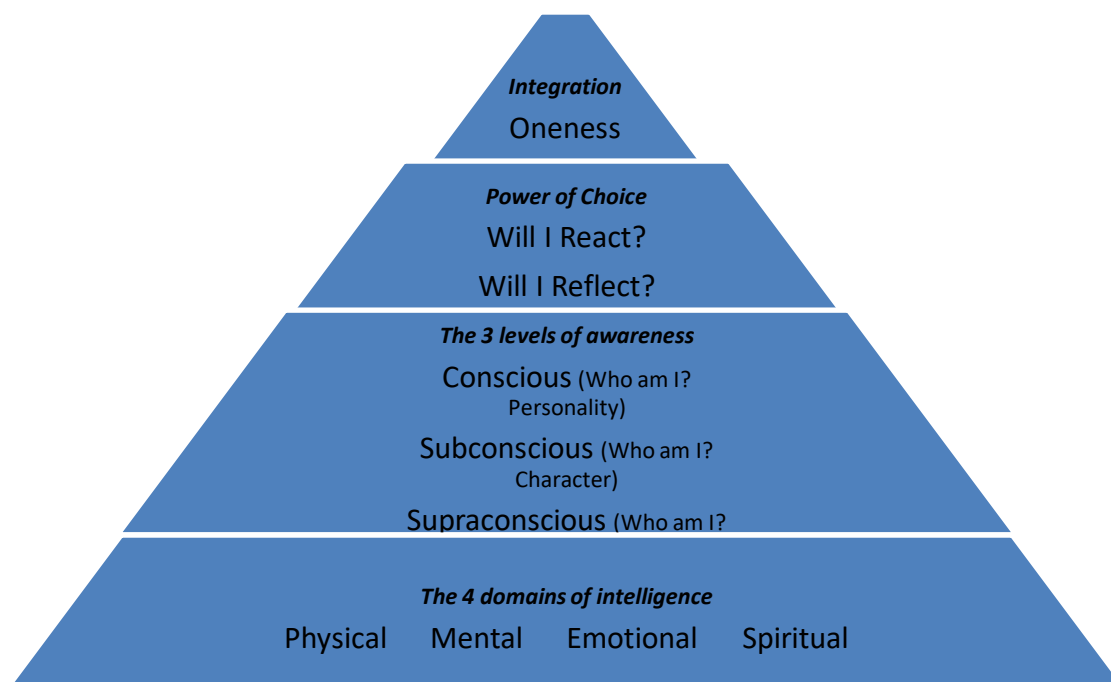 Integration
Oneness
Power of Choice
Will I React?
Will I Reflect?
The 3 levels of awareness
Conscious (Who am I?
Personality)
Subconscious (Who am I?
Character)
Supraconscious (Who am I?
The 4 domains of intelligence
Physical Mental Emotional Spiritual